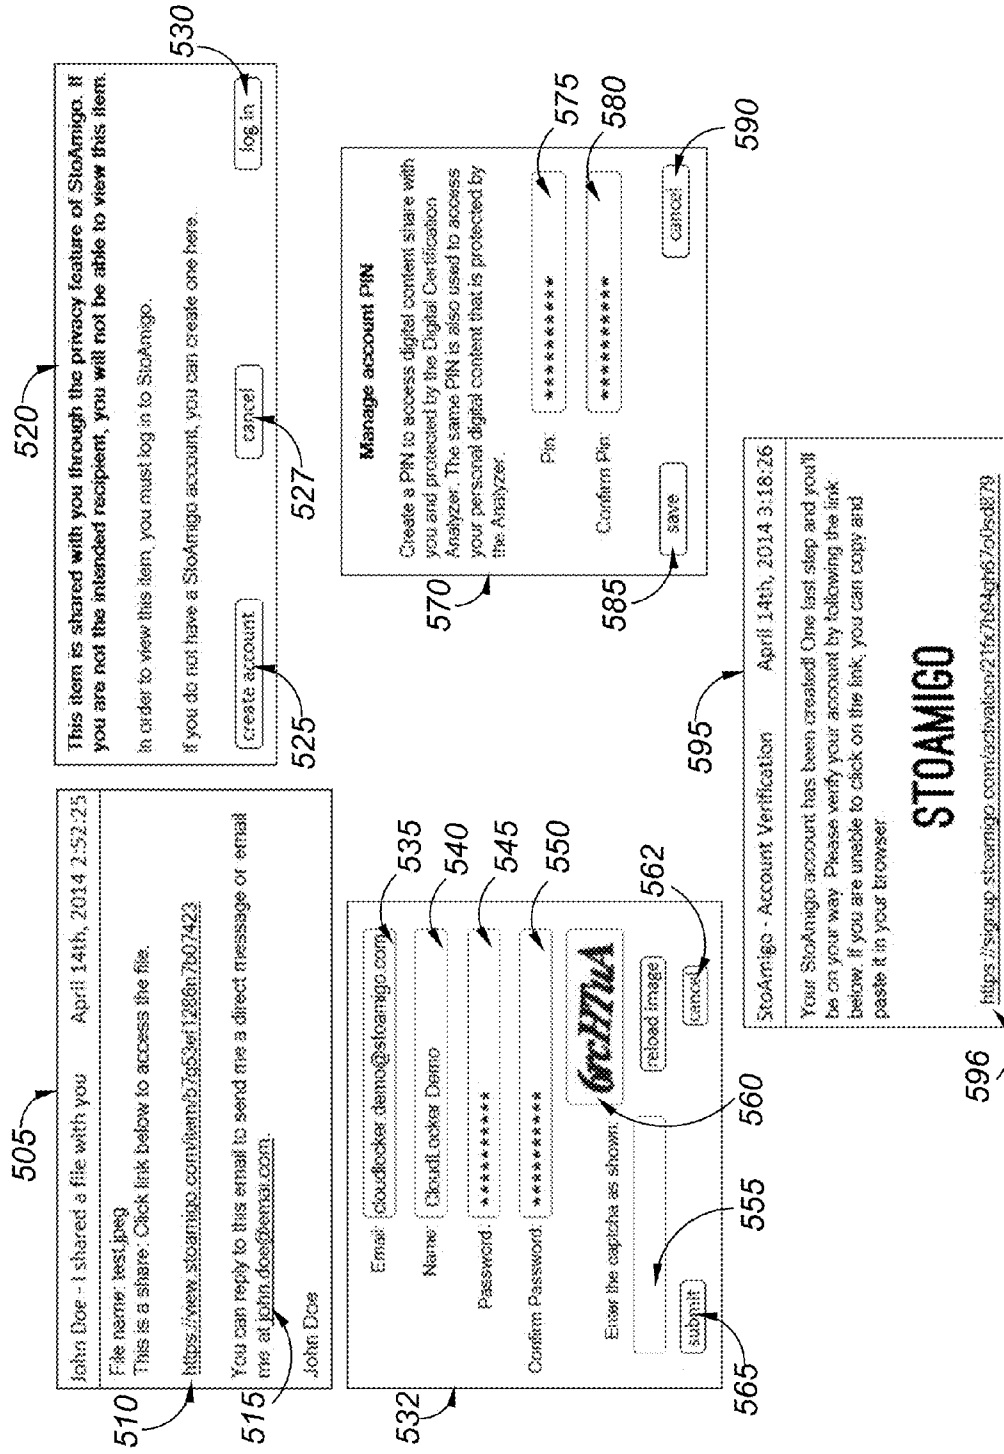 505
John Doe - I shared a file with you April 14th, 2014 2:52:25
File name: test.jpeg
This is a share: Click link below to access the file.
510
You can reply to this email to send me a direct message or email
me at john.doe@email.com.
515
John Doe
520
This item is shared with you through the privacy feature of StoAmigo. If
you are not the intended recipient, you will not be able to view this item.
In order to view this item, you must log in to StoAmigo.
If you do not have a StoAmigo account, you can create one here.
create account cancel log in
525 527 530
532
Email: cloudlocker.demo@stoamigo.com
535
Name: CloudLocker Demo
540
Password: **********
545
Confirm Password: **********
550
Enter the captcha as shown:
555
560
reload image
submit cancel
565 562
570
Manage account PIN
Create a PIN to access digital content share with
you and protected by the Digital Certification
Analyzer. The same PIN is also used to access
your personal digital content that is protected by
the Analyzer.
Pin: **********
575
Confirm Pin: **********
580
save cancel
585 590
595
StoAmigo - Account Verification April 14th, 2014 3:18:26
Your StoAmigo account has been created! One last step and you'll
be on your way. Please verify your account by following the link
below. If you are unable to click on the link, you can copy and
paste it in your browser.
STOAMIGO
596